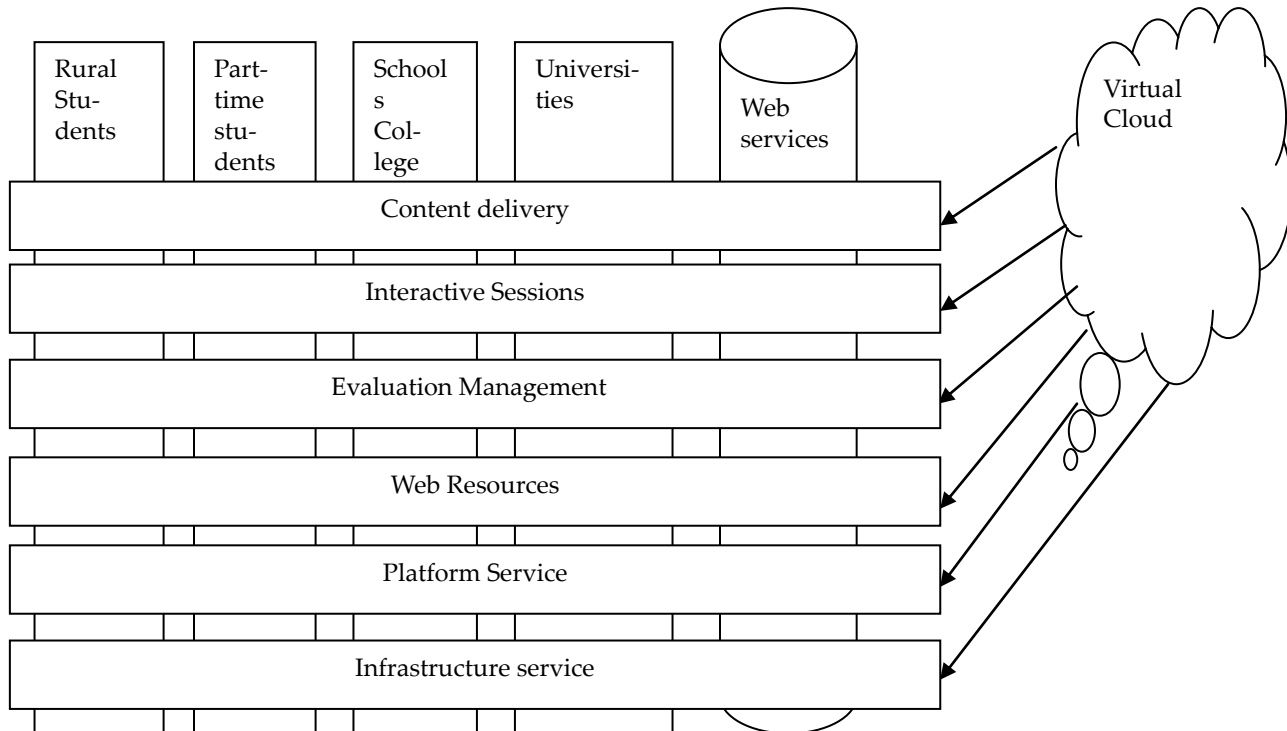 Rural
Stu-
dents
Part-
time
stu-
dents
School
s
Col-
lege
Universi-
ties
Web
services
Virtual
Cloud
Content delivery
Interactive Sessions
Evaluation Management
Web Resources
Platform Service
Infrastructure service